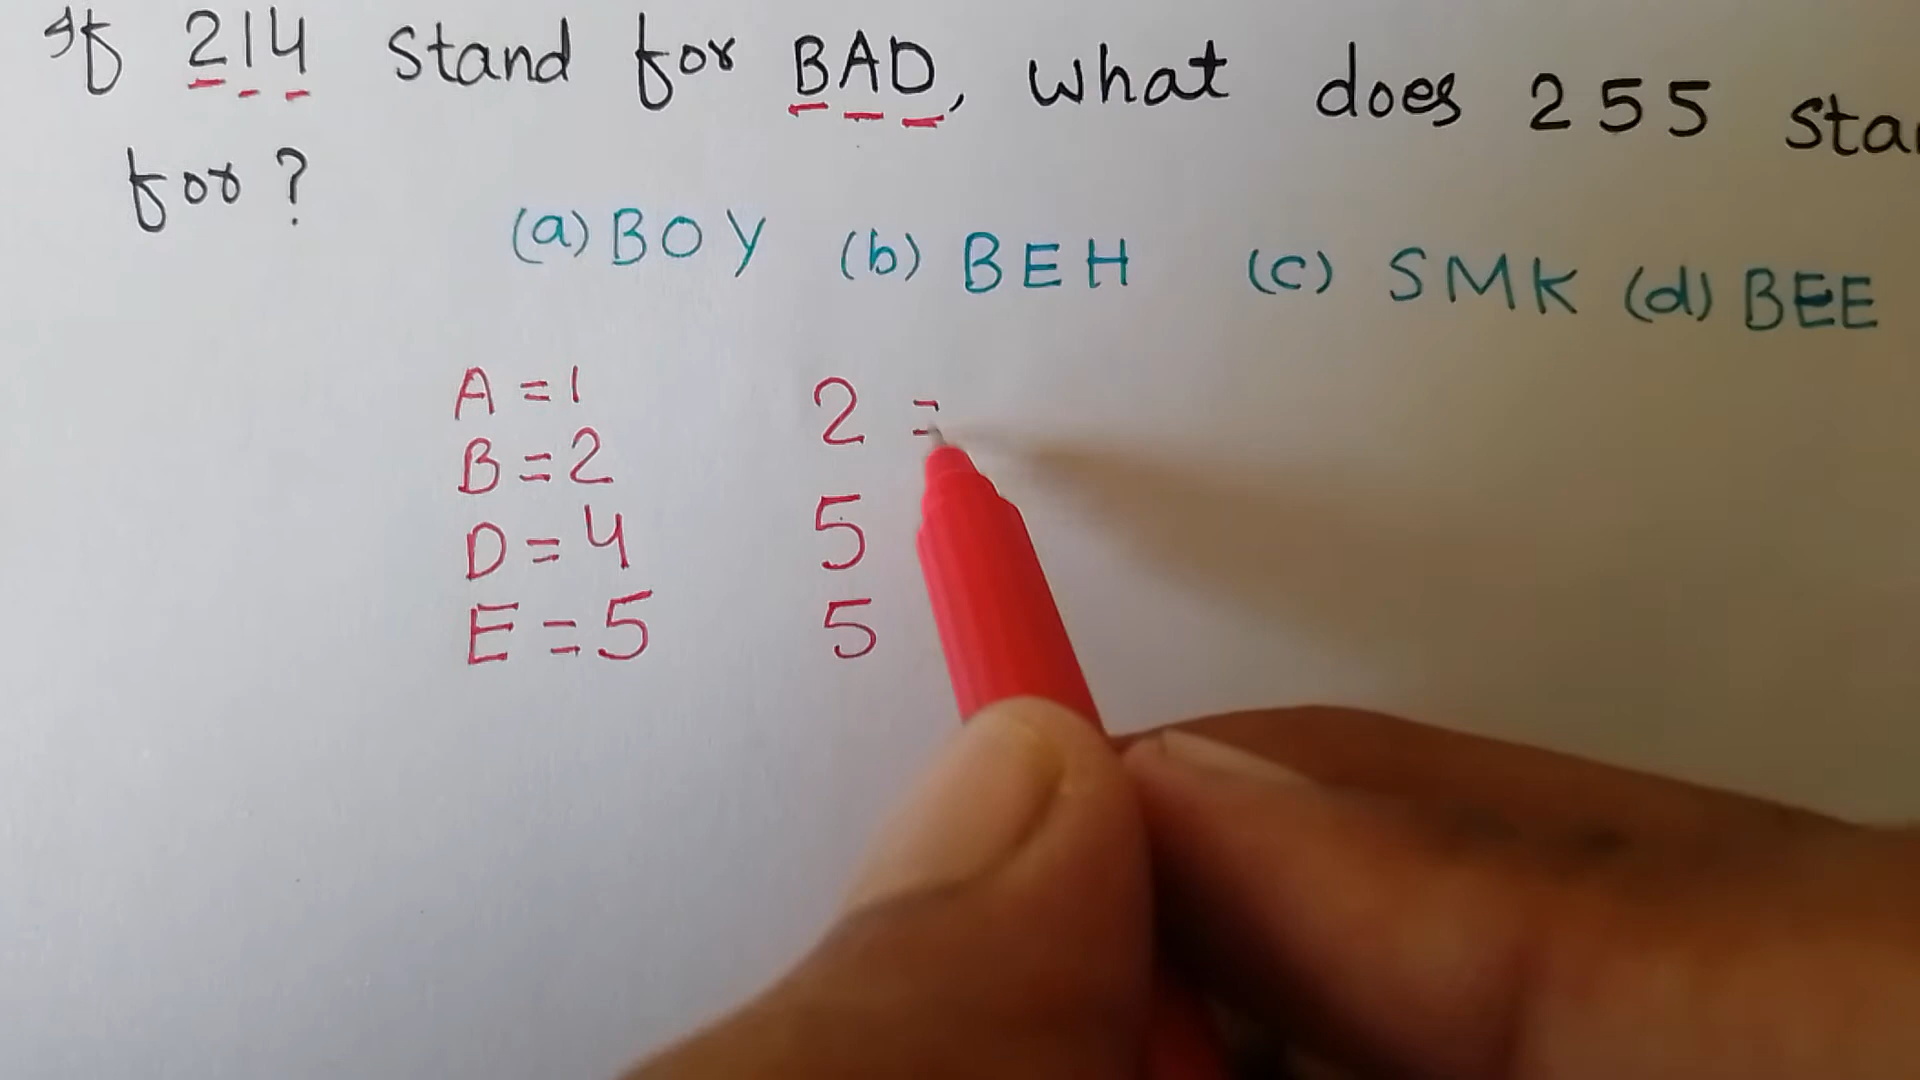 If 214 stand for BAD, what does 255 sta
for?
(a) BOY (b) BEH (c) SMK (d) BEE
A = 1 2 =
B = 2
D = 4 5
E = 5 5